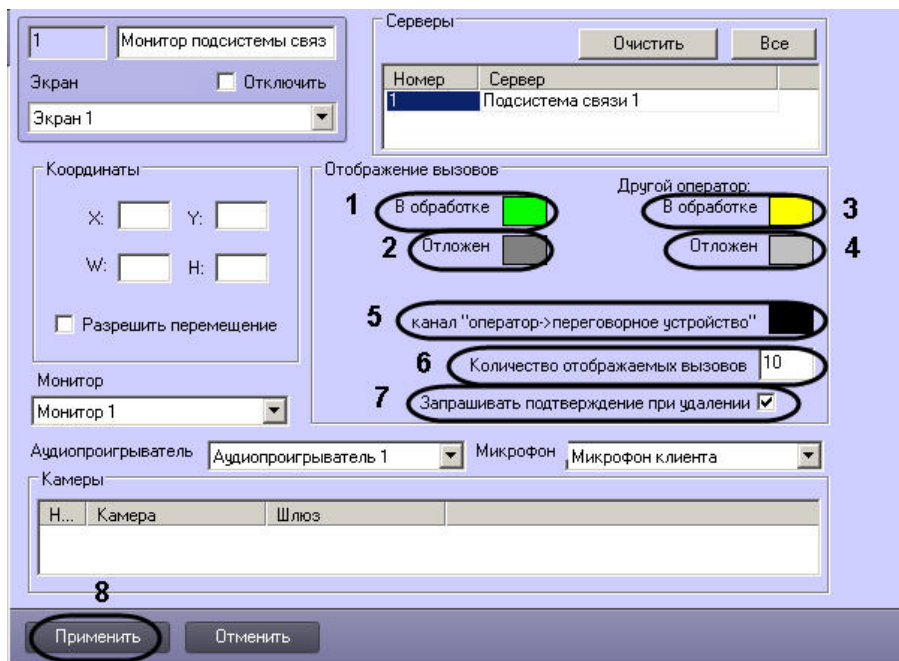 1 Монитор подсистемы связ
Экран Отключить
Экран 1
Серверы
Очистить Все
Номер Сервер
1 Подсистема связи 1
Координаты
X: Y:
W: H:
Разрешить перемещение
Отображение вызовов
Другой оператор:
1 В обработке В обработке 3
2 Отложен Отложен 4
5 канал "оператор->переговорное устройство"
6 Количество отображаемых вызовов 10
7 Запрашивать подтверждение при удалении
Монитор
Монитор 1
Аудиопроигрыватель Аудиопроигрыватель 1 Микрофон Микрофон клиента
Камеры
Н... Камера Шлюз
8
Применить Отменить